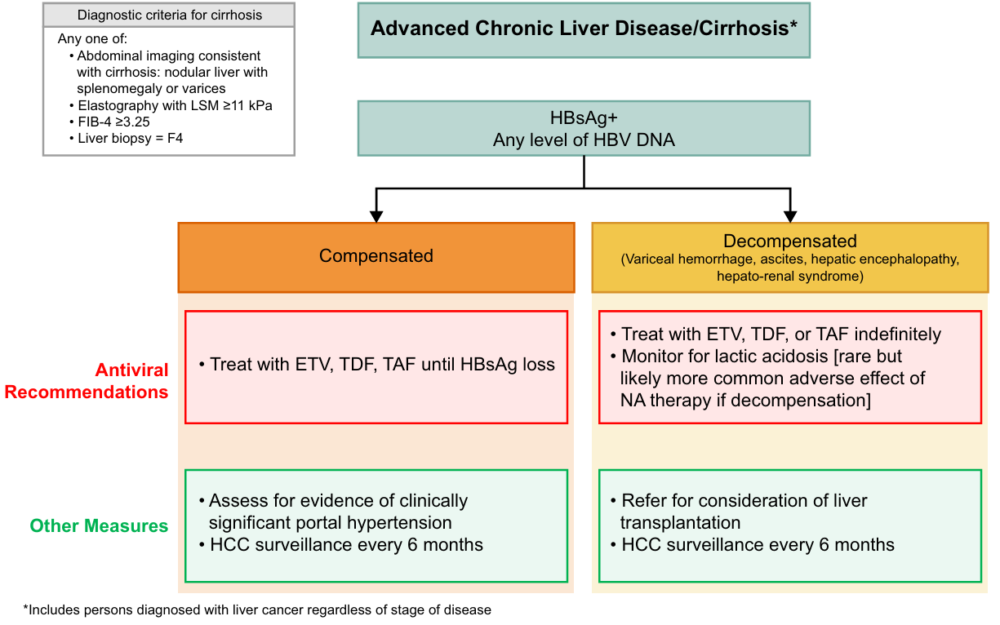 Diagnostic criteria for cirrhosis
Any one of:
• Abdominal imaging consistent
with cirrhosis: nodular liver with
splenomegaly or varices
• Elastography with LSM ≥11 kPa
• FIB-4 ≥3.25
• Liver biopsy = F4
Advanced Chronic Liver Disease/Cirrhosis*
HBsAg+
Any level of HBV DNA
Compensated
Decompensated
(Variceal hemorrhage, ascites, hepatic encephalopathy,
hepato-renal syndrome)
Antiviral
Recommendations
• Treat with ETV, TDF, TAF until HBsAg loss
• Treat with ETV, TDF, or TAF indefinitely
• Monitor for lactic acidosis [rare but
likely more common adverse effect of
NA therapy if decompensation]
Other Measures
• Assess for evidence of clinically
significant portal hypertension
• HCC surveillance every 6 months
• Refer for consideration of liver
transplantation
• HCC surveillance every 6 months
*Includes persons diagnosed with liver cancer regardless of stage of disease